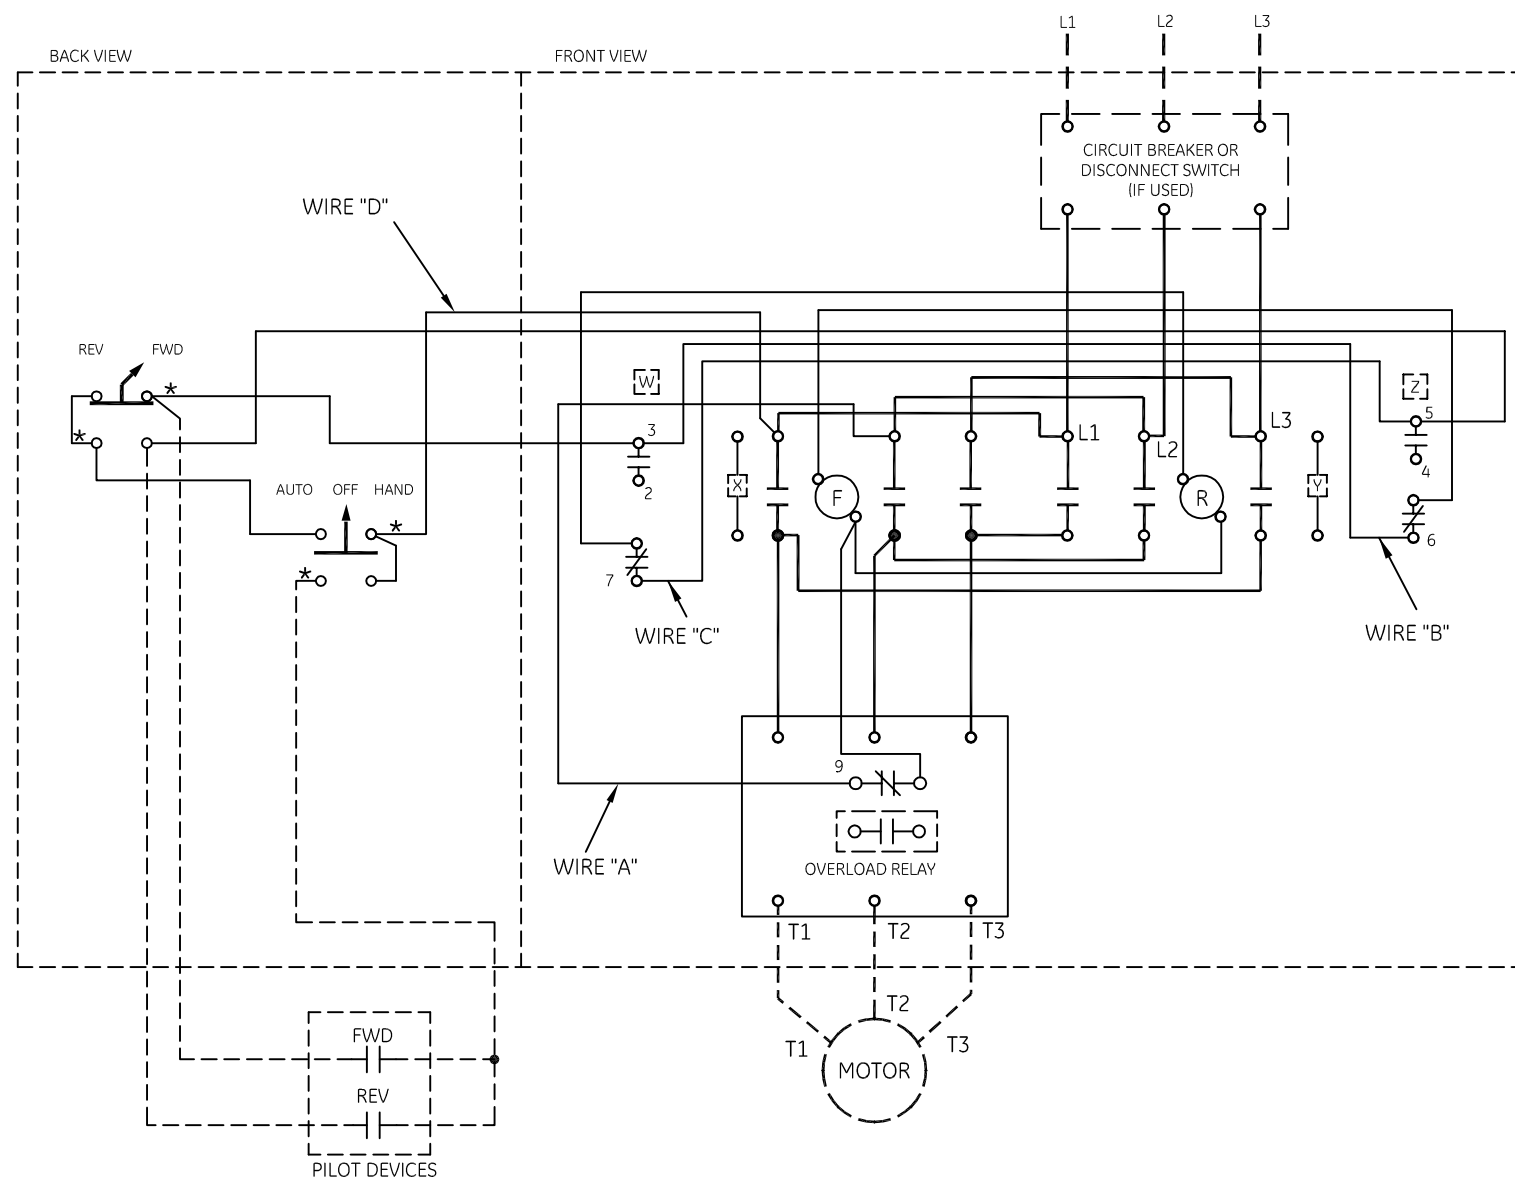 L1 L2 L3
BACK VIEW FRONT VIEW
CIRCUIT BREAKER OR
DISCONNECT SWITCH
(IF USED)
WIRE "D"
REV FWD
*
*
W
Z
3
5
L1
L2
L3
4
2
AUTO OFF HAND
*
*
X
F
R
Y
6
7
WIRE "C"
WIRE "B"
9
WIRE "A"
OVERLOAD RELAY
T1 T2 T3
T2
T1 T3
MOTOR
FWD
REV
PILOT DEVICES